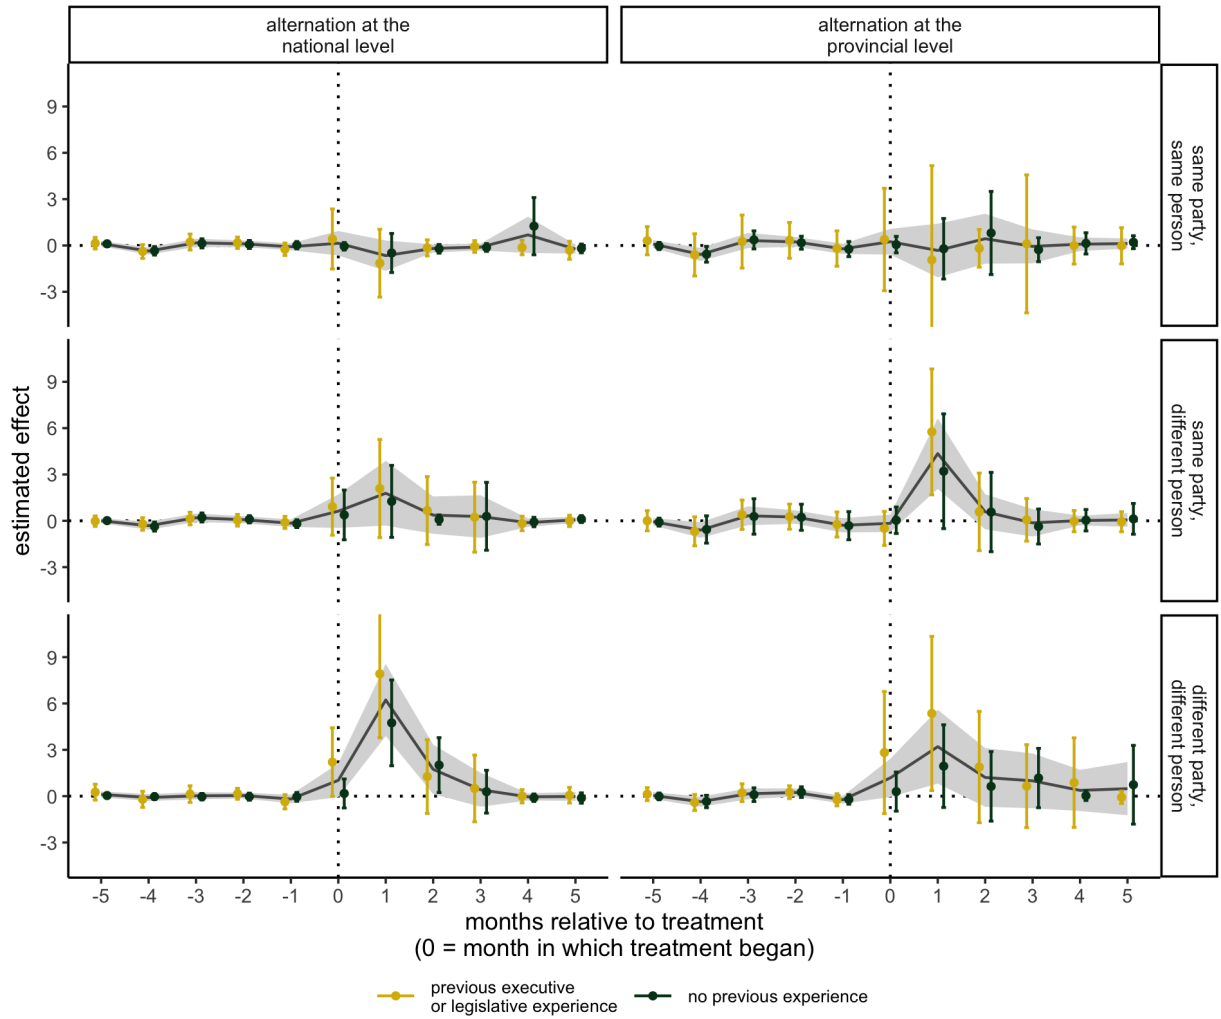 alternation at the
national level
alternation at the
provincial level
9
6
3
0
-3
same party,
same person
9
6
3
0
-3
same party,
different person
9
6
3
0
-3
different party,
different person
estimated effect
-5 -4 -3 -2 -1 0 1 2 3 4 5
-5 -4 -3 -2 -1 0 1 2 3 4 5
months relative to treatment
(0 = month in which treatment began)
previous executive
or legislative experience
no previous experience